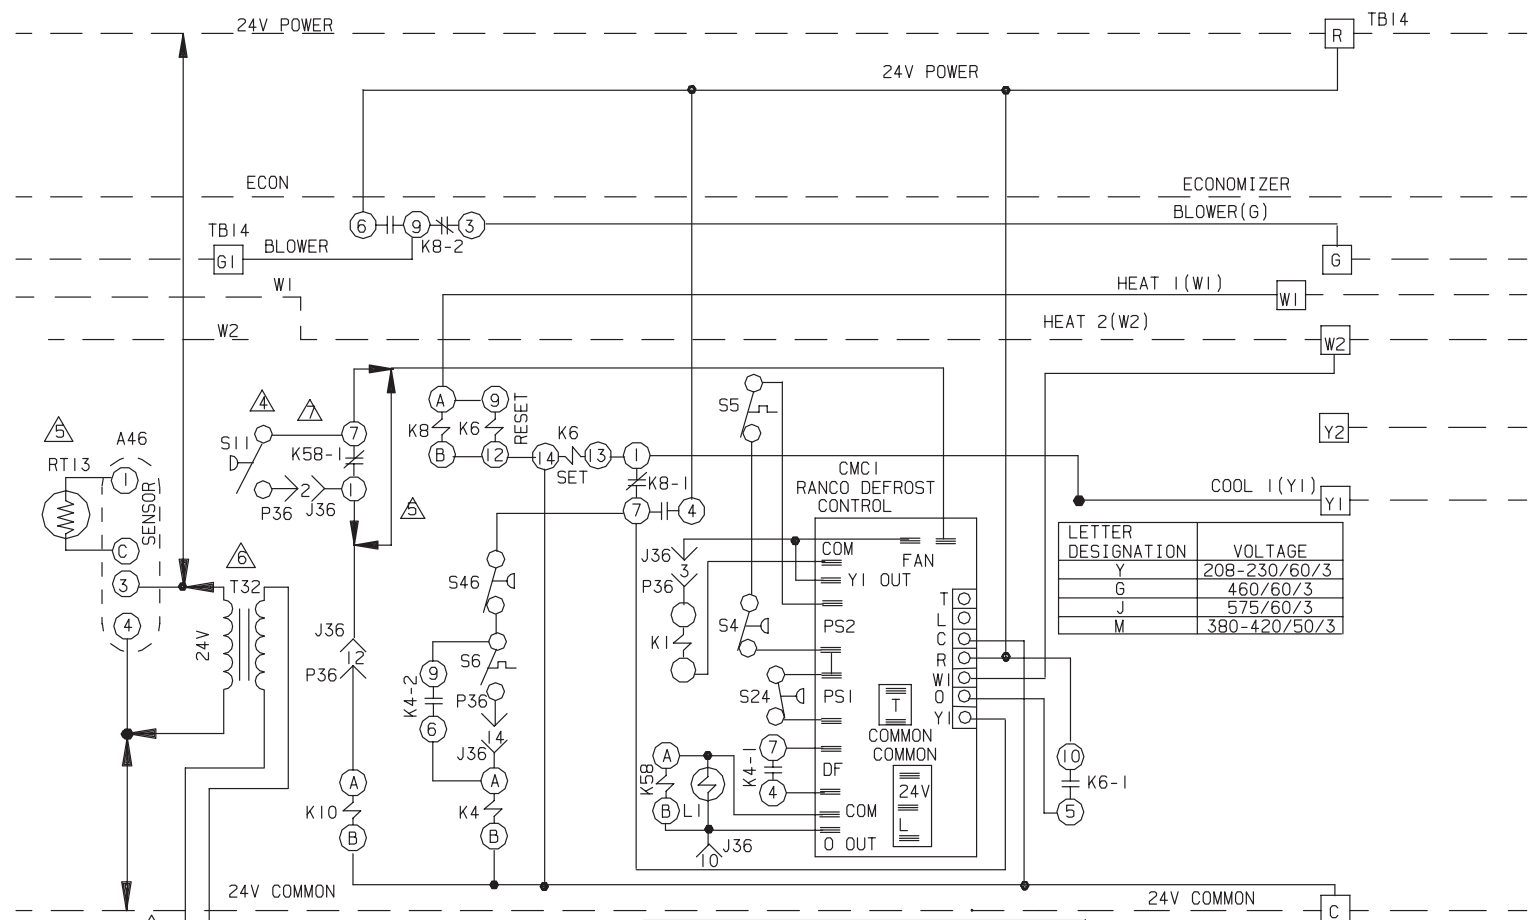 24V POWER
TB14
R
24V POWER
ECON
ECONOMIZER
6
9
3
K8-2
BLOWER(G)
TB14
G1
BLOWER
G
W1
HEAT 1(W1)
W1
W2
HEAT 2(W2)
W2
4
7
5
A46
RT13
1
SENSOR
C
3
4
6
T32
24V
S11
7
K58-1
1
P36
2
J36
5
A
9
RESET
K8
K6
B
12
14
K6
13
1
SET
K8-1
7
4
S5
Y2
COOL 1(Y1)
Y1
CMC1
RANCO DEFROST
CONTROL
LETTER DESIGNATION
VOLTAGE
Y 208-230/60/3
G 460/60/3
J 575/60/3
M 380-420/50/3
J36
3
P36
K1
COM
FAN
Y1 OUT
S46
S6
S4
PS2
T
L
C
R
W1
O
Y1
J36
12
P36
9
K4-2
6
P36
14
J36
S24
PS1
T
COMMON
COMMON
A
K10
B
A
K4
B
A
K58
B
L1
7
K4-1
4
DF
24V
L
COM
O OUT
J36
10
10
K6-1
5
24V COMMON
24V COMMON
C